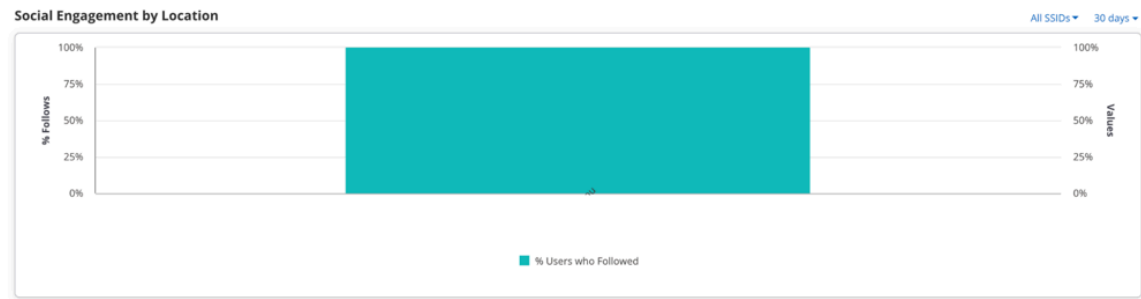 Social Engagement by Location
All SSIDs 30 days
100% 100%
75% 75%
50% 50%
25% 25%
0% 0%
% Follows
Values
% Users who Followed